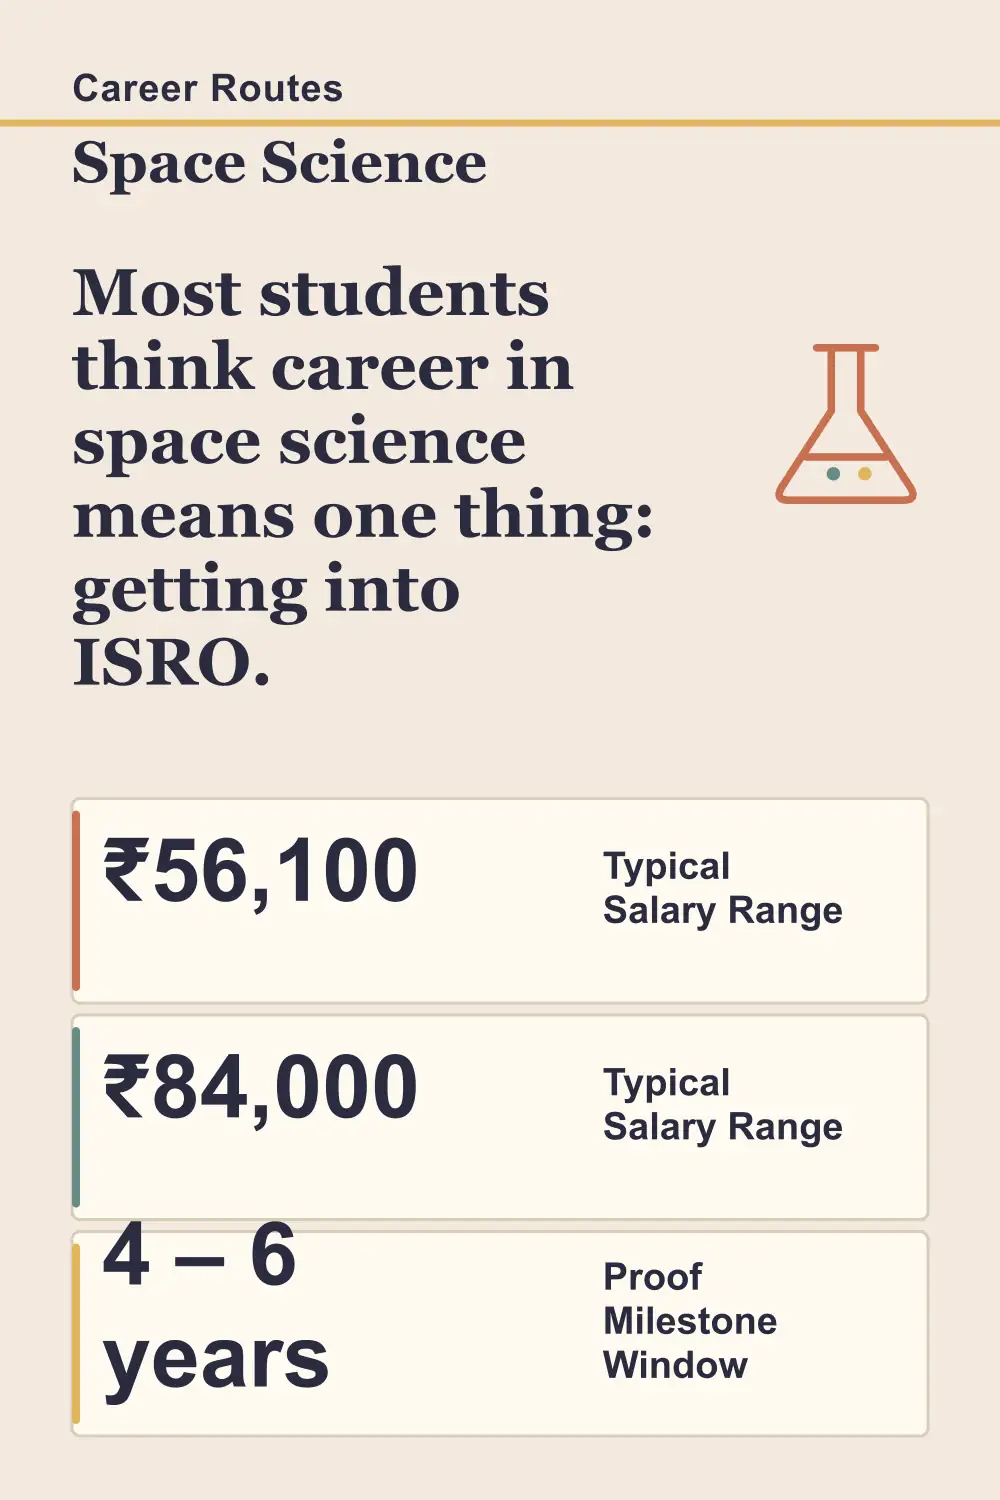 Career Routes
Space Science
Most students
think career in
space science
means one thing:
getting into
ISRO.
₹56,100
Typical
Salary Range
₹84,000
Typical
Salary Range
4 – 6
years
Proof
Milestone
Window